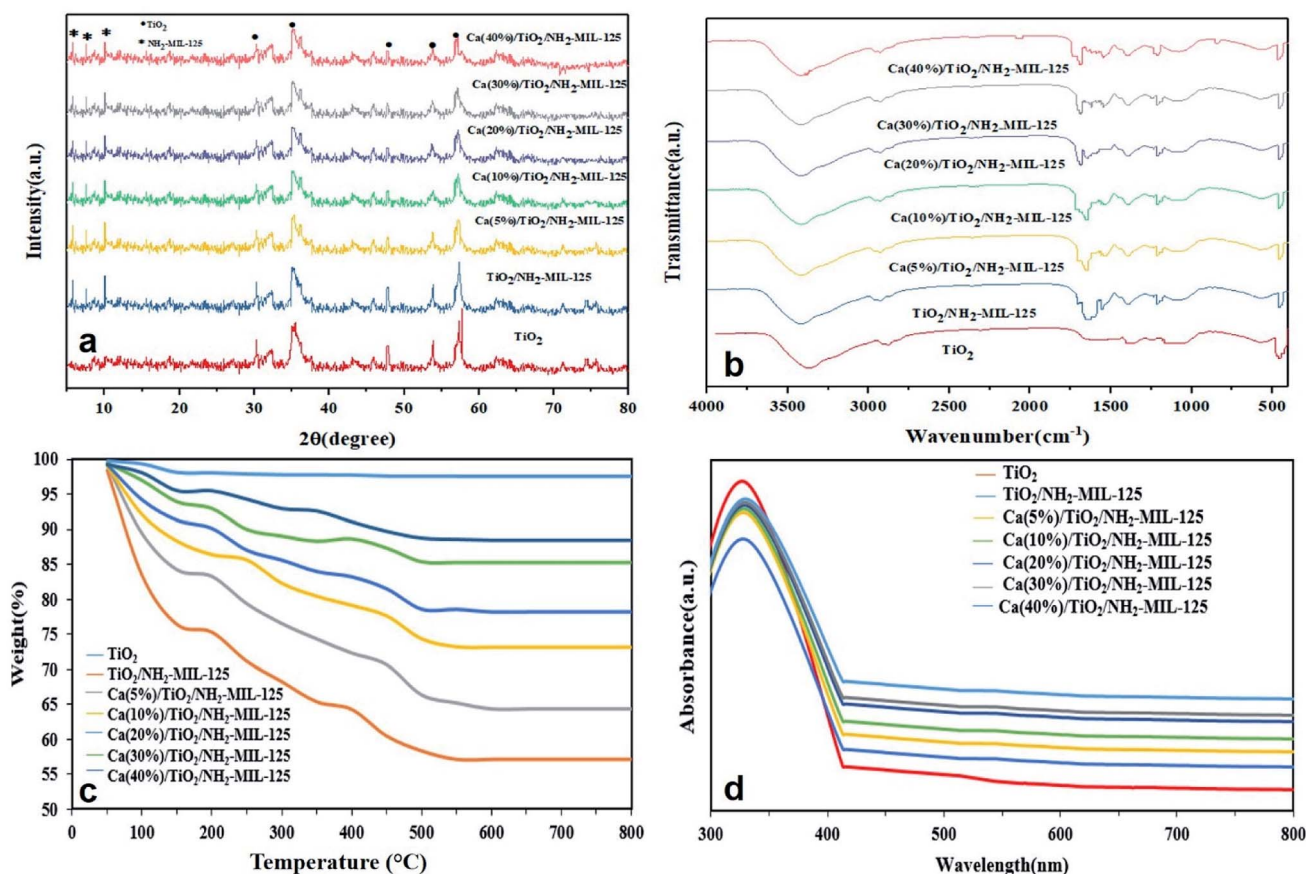 ●TiO2
✱ NH2-MIL-125
Ca(40%)/TiO2/NH2-MIL-125
Ca(30%)/TiO2/NH2-MIL-125
Ca(20%)/TiO2/NH2-MIL-125
Ca(10%)/TiO2/NH2-MIL-125
Ca(5%)/TiO2/NH2-MIL-125
TiO2/NH2-MIL-125
TiO2
a
Intensity(a.u.)
10 20 30 40 50 60 70 80
2θ(degree)
Ca(40%)/TiO2/NH2-MIL-125
Ca(30%)/TiO2/NH2-MIL-125
Ca(20%)/TiO2/NH2-MIL-125
Ca(10%)/TiO2/NH2-MIL-125
Ca(5%)/TiO2/NH2-MIL-125
TiO2/NH2-MIL-125
TiO2
b
Transmittance(a.u.)
4000 3500 3000 2500 2000 1500 1000 500
Wavenumber(cm-1)
100
95
90
85
80
75
70
65
60
55
50
Weight(%)
TiO2
TiO2/NH2-MIL-125
Ca(5%)/TiO2/NH2-MIL-125
Ca(10%)/TiO2/NH2-MIL-125
Ca(20%)/TiO2/NH2-MIL-125
Ca(30%)/TiO2/NH2-MIL-125
Ca(40%)/TiO2/NH2-MIL-125
c
0 100 200 300 400 500 600 700 800
Temperature (°C)
TiO2
TiO2/NH2-MIL-125
Ca(5%)/TiO2/NH2-MIL-125
Ca(10%)/TiO2/NH2-MIL-125
Ca(20%)/TiO2/NH2-MIL-125
Ca(30%)/TiO2/NH2-MIL-125
Ca(40%)/TiO2/NH2-MIL-125
d
Absorbance(a.u.)
300 400 500 600 700 800
Wavelength(nm)